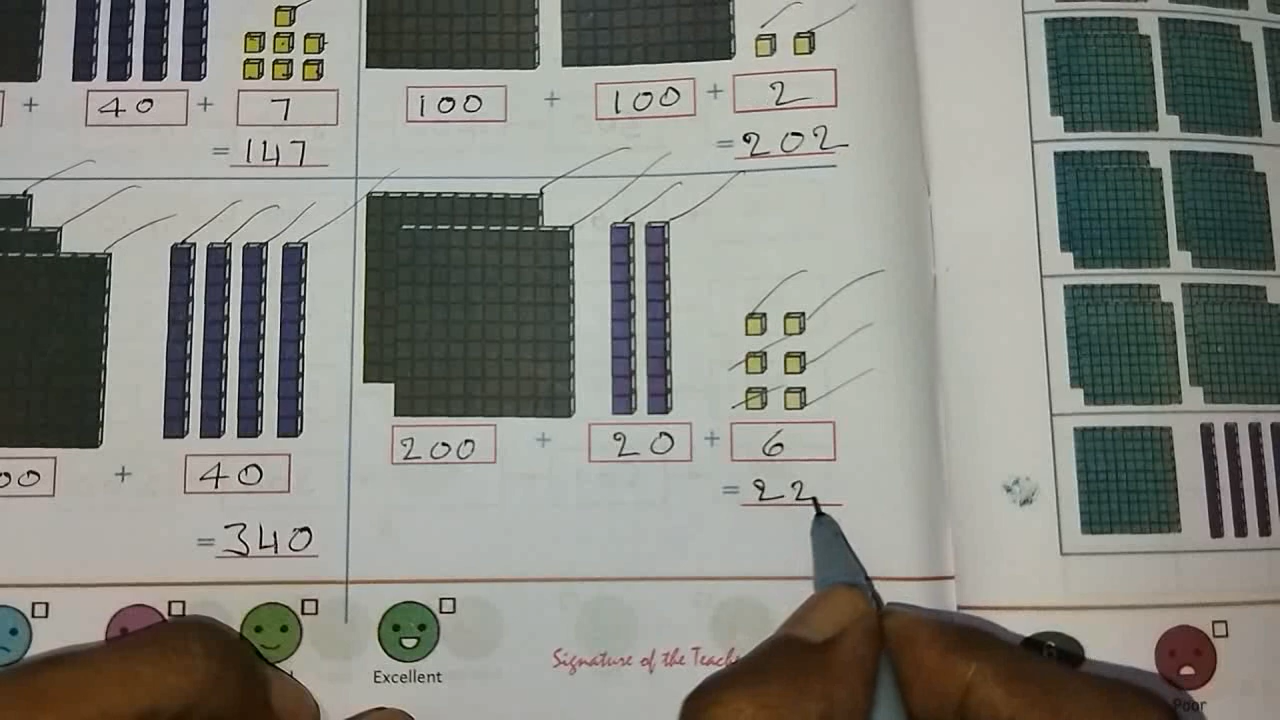 + 40 + 7
= 147
100 + 100 + 2
= 202
00 + 40
= 340
200 + 20 + 6
= 22
Excellent
Signature of the Teache
Poor